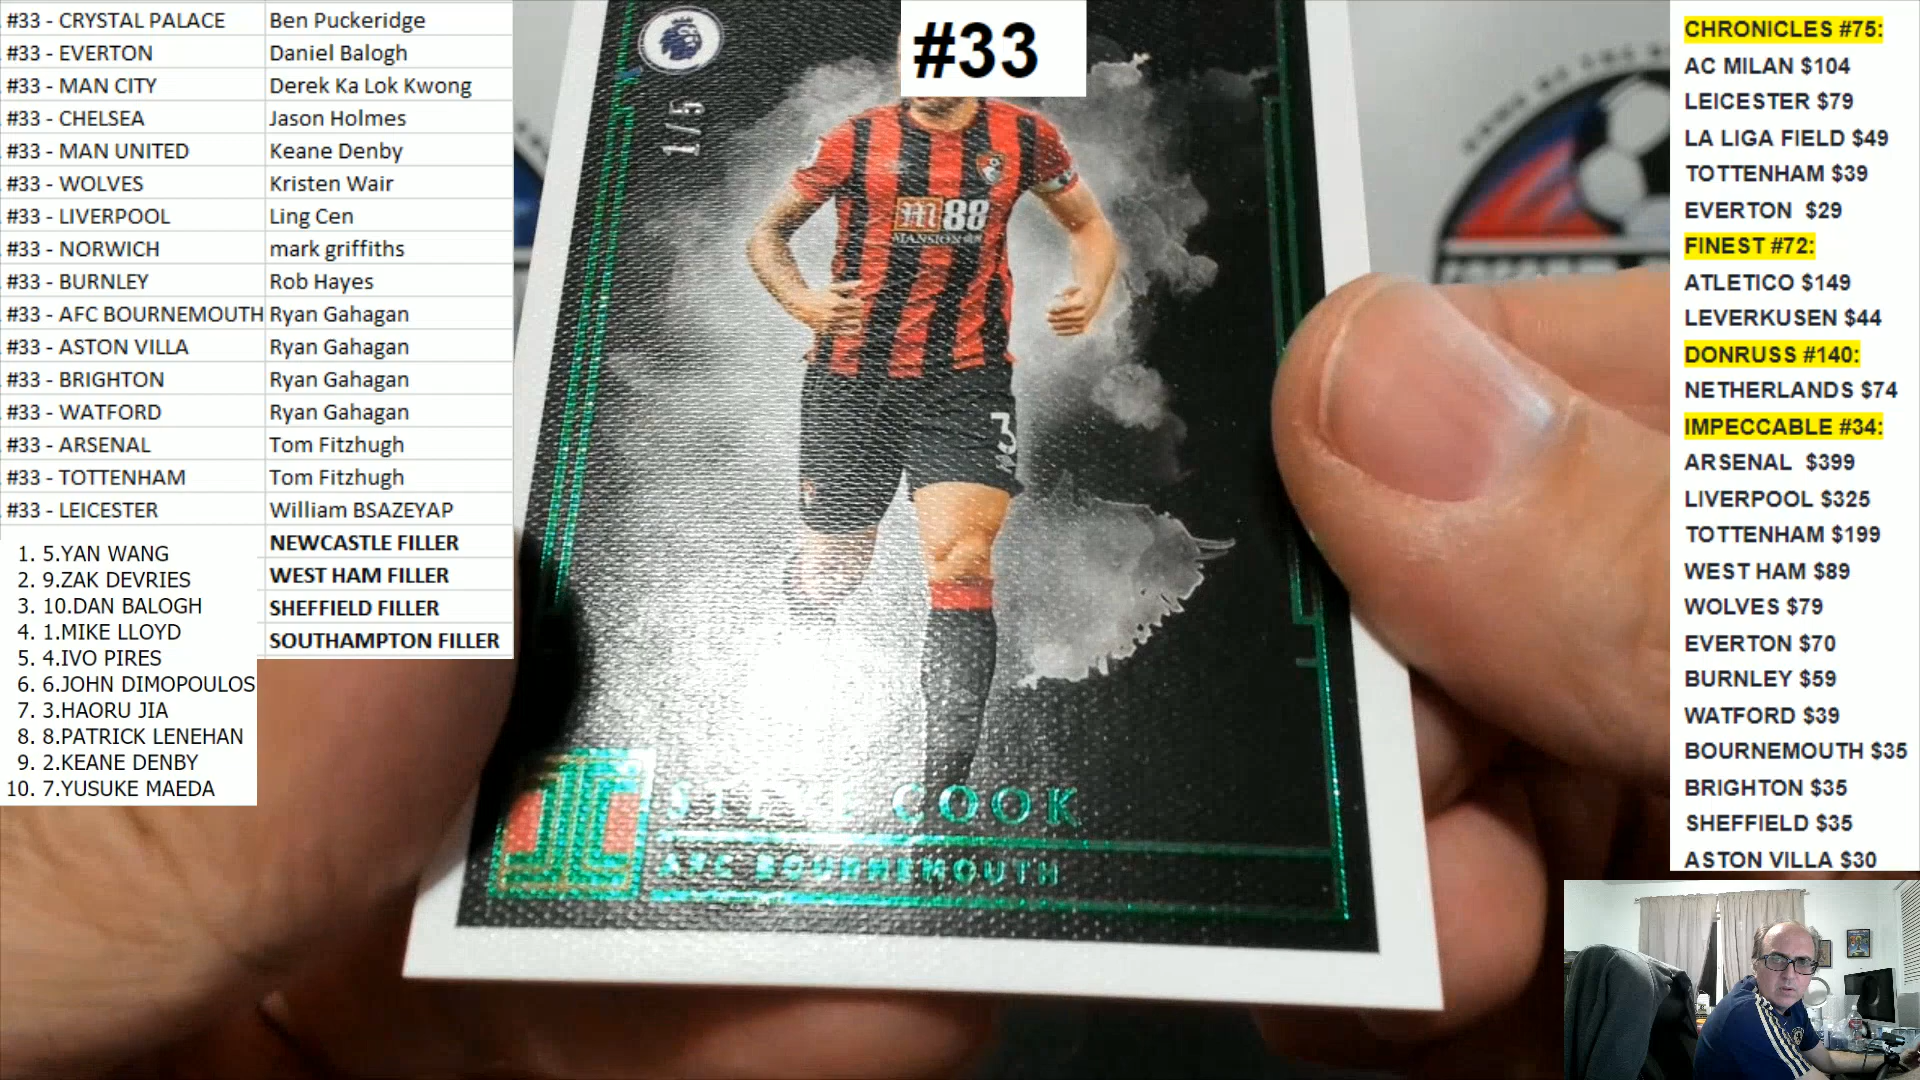 #33 - CRYSTAL PALACE Ben Puckeridge
#33 - EVERTON Daniel Balogh
#33 - MAN CITY Derek Ka Lok Kwong
#33 - CHELSEA Jason Holmes
#33 - MAN UNITED Keane Denby
#33 - WOLVES Kristen Wair
#33 - LIVERPOOL Ling Cen
#33 - NORWICH mark griffiths
#33 - BURNLEY Rob Hayes
#33 - AFC BOURNEMOUTH Ryan Gahagan
#33 - ASTON VILLA Ryan Gahagan
#33 - BRIGHTON Ryan Gahagan
#33 - WATFORD Ryan Gahagan
#33 - ARSENAL Tom Fitzhugh
#33 - TOTTENHAM Tom Fitzhugh
#33 - LEICESTER William BSAZEYAP
NEWCASTLE FILLER
WEST HAM FILLER
SHEFFIELD FILLER
SOUTHAMPTON FILLER
1. 5.YAN WANG
2. 9.ZAK DEVRIES
3. 10.DAN BALOGH
4. 1.MIKE LLOYD
5. 4.IVO PIRES
6. 6.JOHN DIMOPOULOS
7. 3.HAORU JIA
8. 8.PATRICK LENEHAN
9. 2.KEANE DENBY
10. 7.YUSUKE MAEDA
#33
1/5
M88
MANSION88
3
COOK
AFC BOURNEMOUTH
CHRONICLES #75:
AC MILAN $104
LEICESTER $79
LA LIGA FIELD $49
TOTTENHAM $39
EVERTON $29
FINEST #72:
ATLETICO $149
LEVERKUSEN $44
DONRUSS #140:
NETHERLANDS $74
IMPECCABLE #34:
ARSENAL $399
LIVERPOOL $325
TOTTENHAM $199
WEST HAM $89
WOLVES $79
EVERTON $70
BURNLEY $59
WATFORD $39
BOURNEMOUTH $35
BRIGHTON $35
SHEFFIELD $35
ASTON VILLA $30